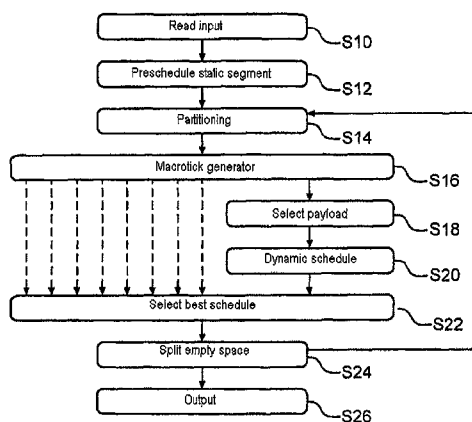 Read input
S10
Preschedule static segment
S12
Partitioning
S14
Macrotick generator
S16
Select payload
S18
Dynamic schedule
S20
Select best schedule
S22
Split empty space
S24
Output
S26